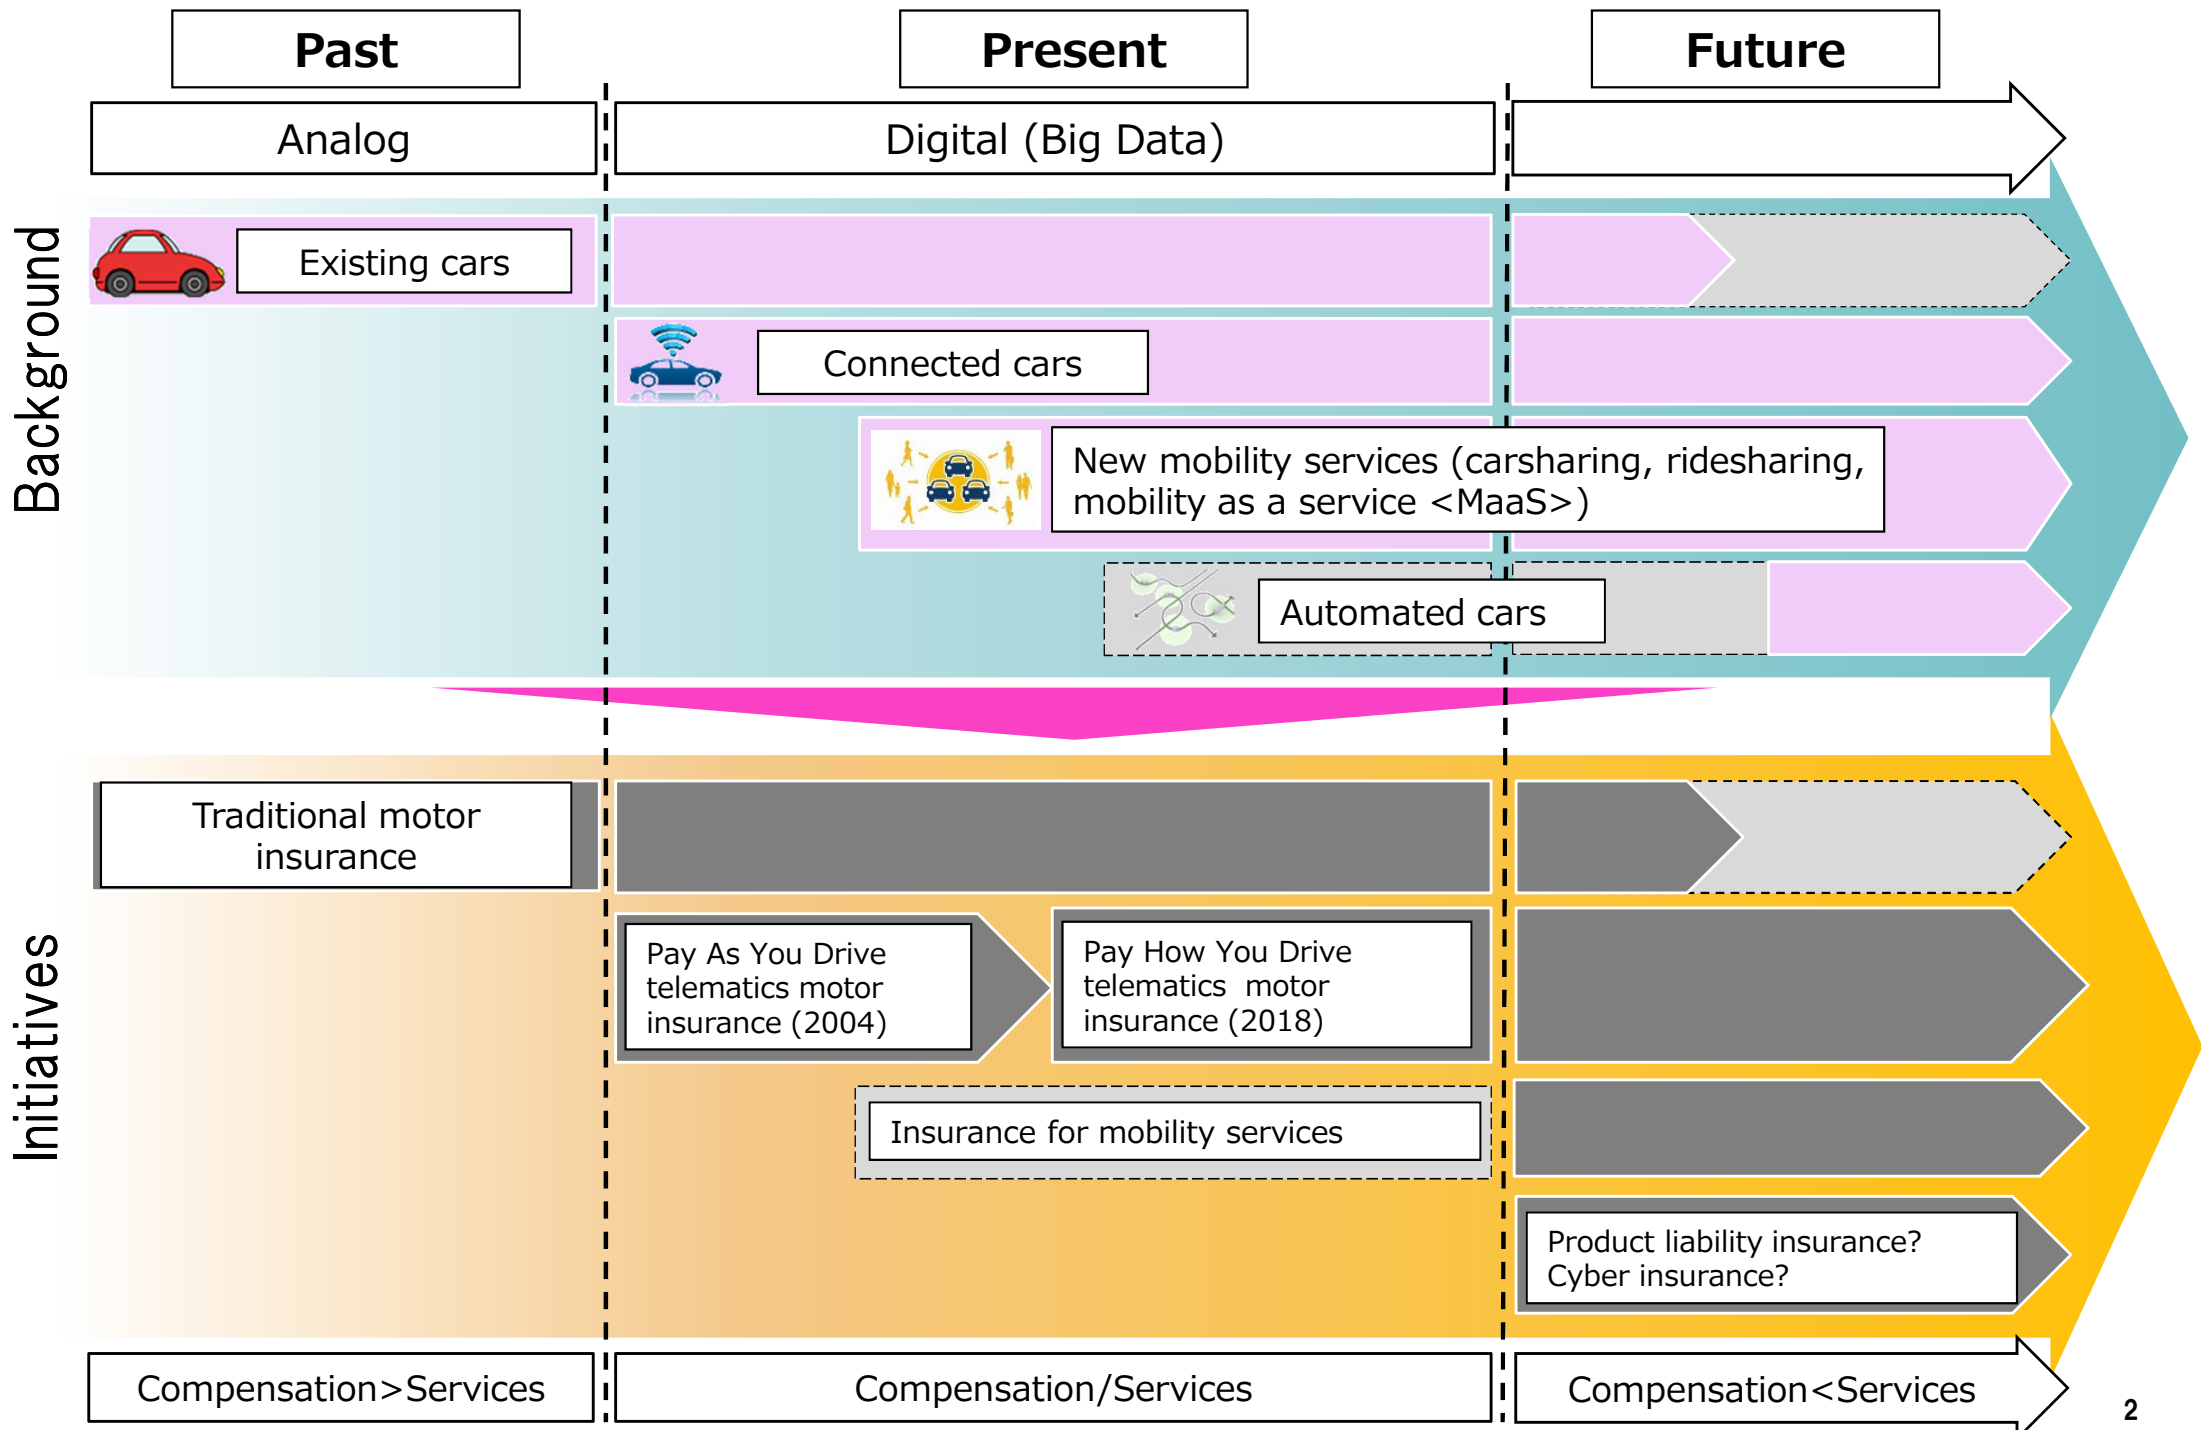 Past
Present
Future
Analog
Digital (Big Data)
Background
Existing cars
Connected cars
New mobility services (carsharing, ridesharing,
mobility as a service <MaaS>)
Automated cars
Initiatives
Traditional motor
insurance
Pay As You Drive
telematics motor
insurance (2004)
Pay How You Drive
telematics  motor
insurance (2018)
Insurance for mobility services
Product liability insurance?
Cyber insurance?
Compensation>Services
Compensation/Services
Compensation<Services
2